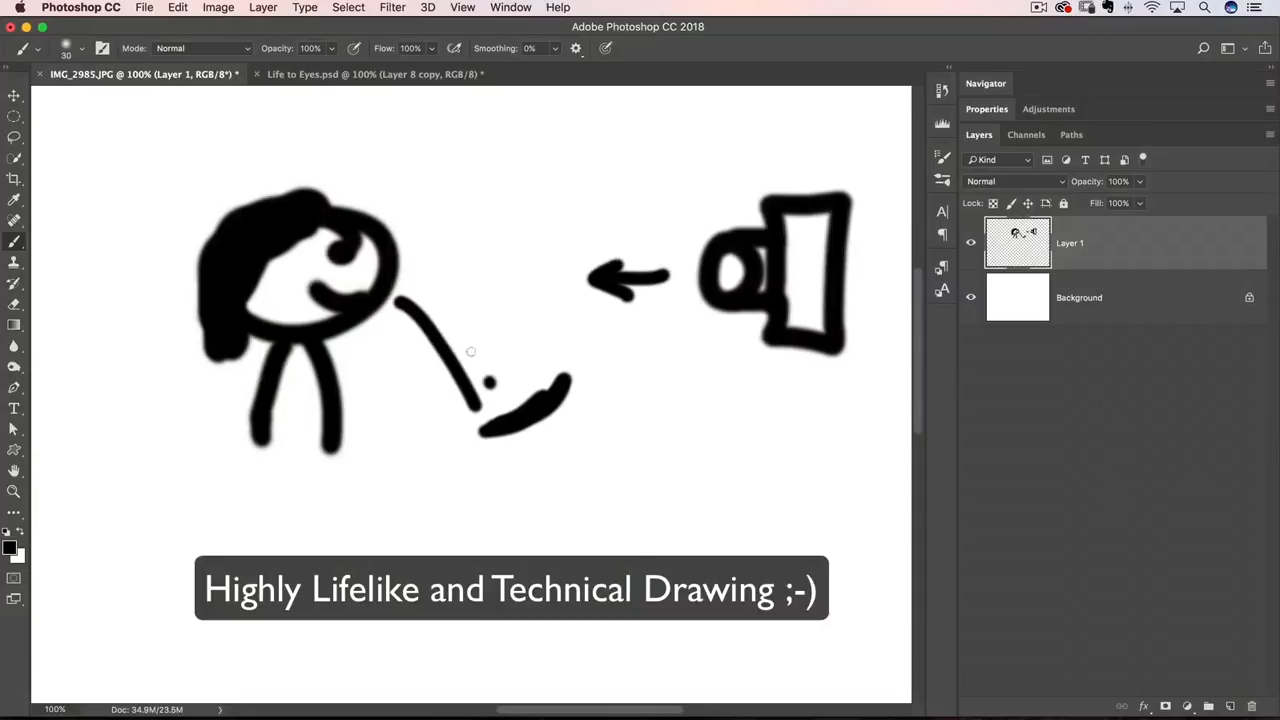 Photoshop CC File Edit Image Layer Type Select Filter 3D View Window Help
Adobe Photoshop CC 2018
30 Mode: Normal Opacity: 100% Flow: 100% Smoothing: 0%
IMG_2985.JPG @ 100% (Layer 1, RGB/8*) * Life to Eyes.psd @ 100% (Layer 8 copy, RGB/8) *
Navigator
Properties Adjustments
Layers Channels Paths
Kind
Normal Opacity: 100%
Lock: Fill: 100%
Layer 1
Background
Highly Lifelike and Technical Drawing ;-)
100% Doc: 34.9M/23.5M